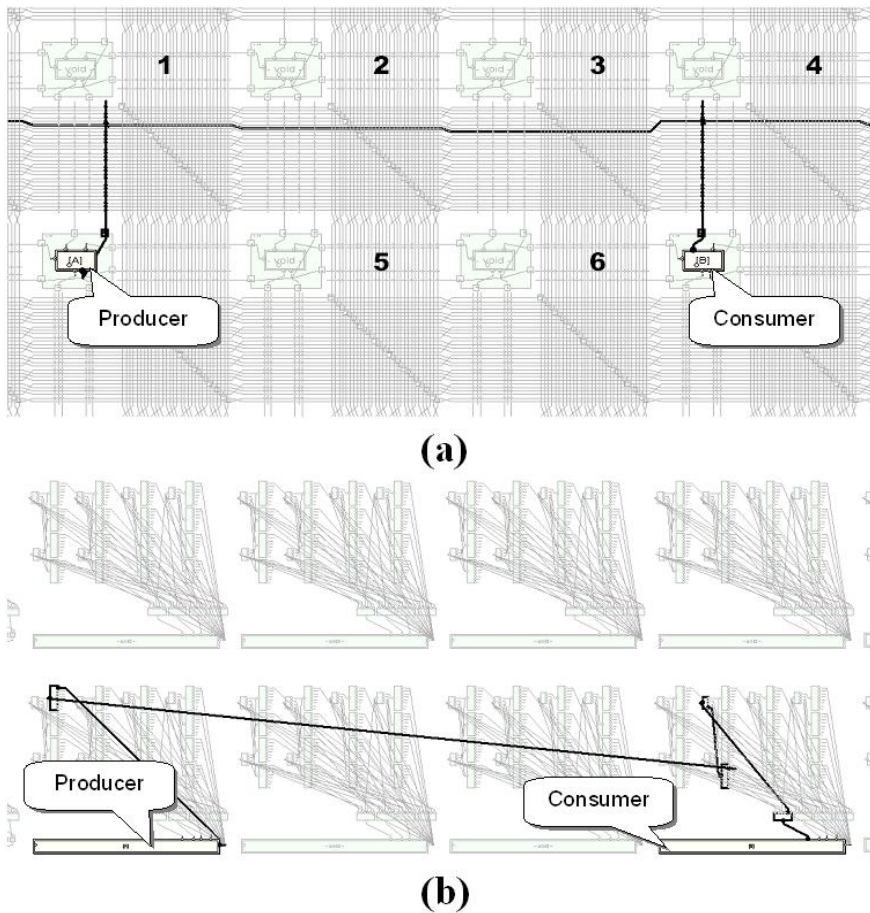 1 2 3 4
void void void void
[A] void void [B]
5 6
Producer Consumer
(a)
Producer
Consumer
(b)